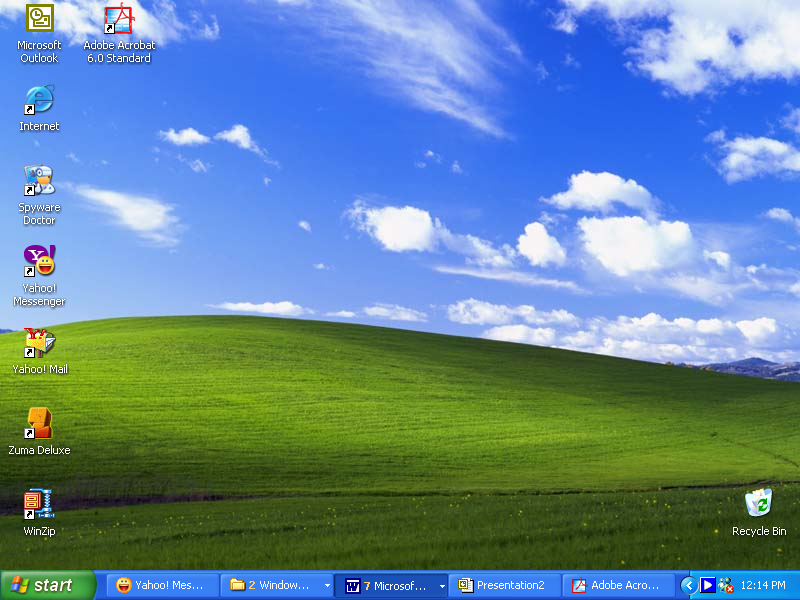 Microsoft
Outlook
Adobe Acrobat
6.0 Standard
Internet
Spyware
Doctor
Yahoo!
Messenger
Yahoo! Mail
Zuma Deluxe
WinZip
Recycle Bin
start
Yahoo! Mes...
2 Window...
7 Microsof...
Presentation2
Adobe Acro...
12:14 PM